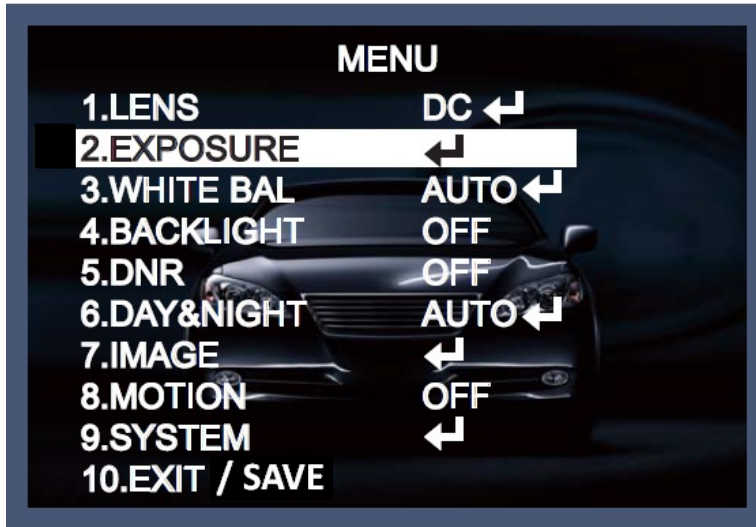 MENU
1.LENS DC ↵
2.EXPOSURE ↵
3.WHITE BAL AUTO ↵
4.BACKLIGHT OFF
5.DNR OFF
6.DAY&NIGHT AUTO ↵
7.IMAGE ↵
8.MOTION OFF
9.SYSTEM ↵
10.EXIT / SAVE